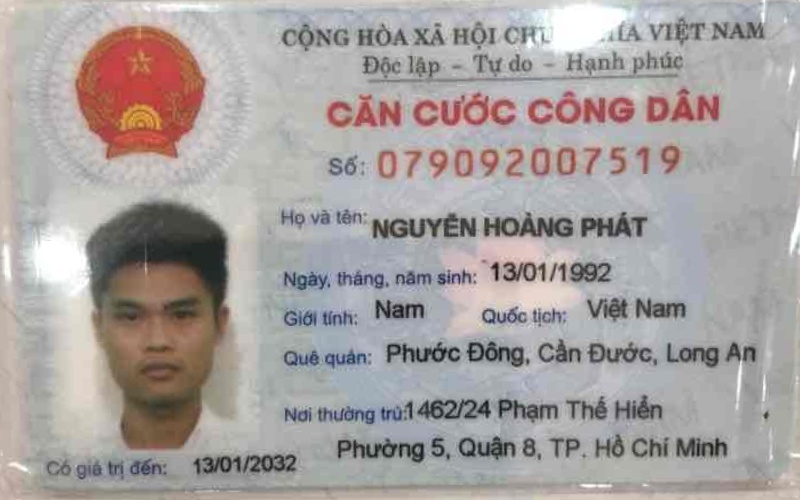 CỘNG HÒA XÃ HỘI CHỦ NGHĨA VIỆT NAM
Độc lập - Tự do - Hạnh phúc
CĂN CƯỚC CÔNG DÂN
Số: 079092007519
Họ và tên: NGUYỄN HOÀNG PHÁT
Ngày, tháng, năm sinh: 13/01/1992
Giới tính: Nam Quốc tịch: Việt Nam
Quê quán: Phước Đông, Cần Đước, Long An
Nơi thường trú: 1462/24 Phạm Thế Hiển
Phường 5, Quận 8, TP. Hồ Chí Minh
Có giá trị đến: 13/01/2032